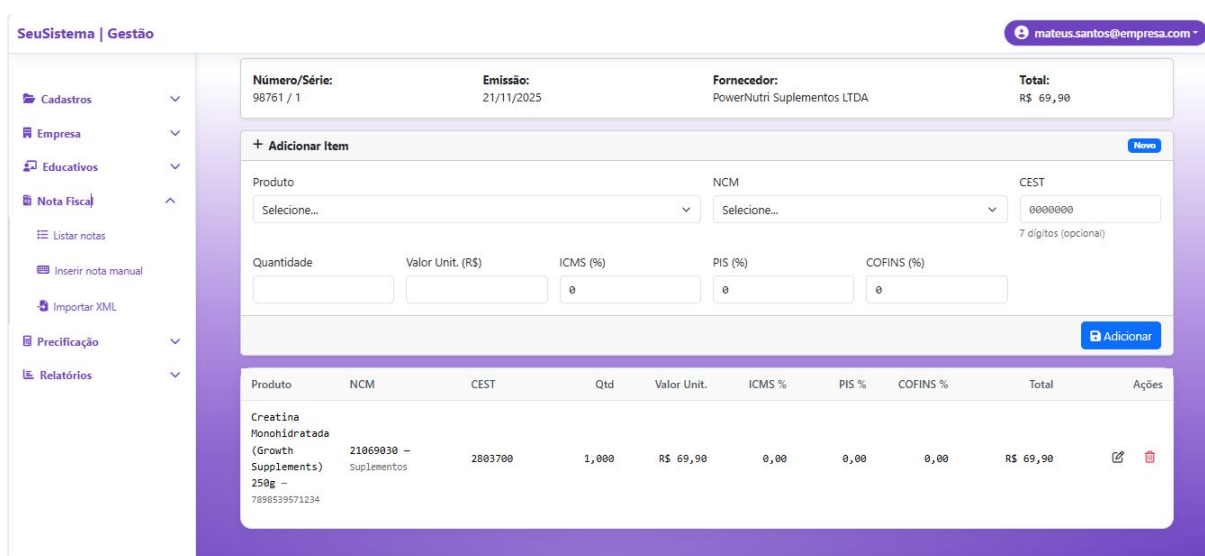 SeuSistema | Gestão
mateus.santos@empresa.com
Cadastros
Empresa
Educativos
Nota Fiscal
Listar notas
Inserir nota manual
Importar XML
Precificação
Relatórios
Número/Série: Emissão: Fornecedor: Total:
98761 / 1 21/11/2025 PowerNutri Suplementos LTDA R$ 69,90
+ Adicionar Item Novo
Produto NCM CEST
Selecione... Selecione... 0000000
7 dígitos (opcional)
Quantidade Valor Unit. (R$) ICMS (%) PIS (%) COFINS (%)
0 0 0
Adicionar
Produto NCM CEST Qtd Valor Unit. ICMS % PIS % COFINS % Total Ações
Creatina
Monohidratada
(Growth 21069030 –
Supplements) Suplementos 2803700 1,000 R$ 69,90 0,00 0,00 0,00 R$ 69,90
250g –
7898539571234